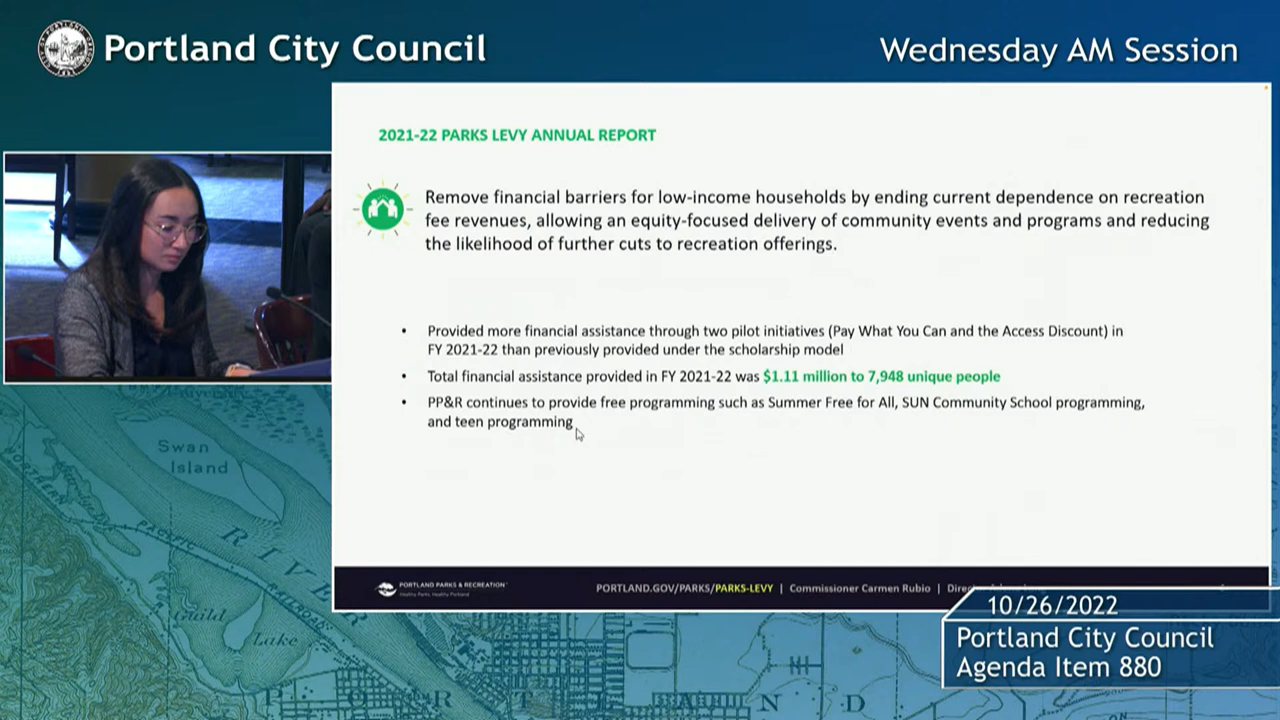 Portland City Council
Wednesday AM Session
2021-22 PARKS LEVY ANNUAL REPORT
Remove financial barriers for low-income households by ending current dependence on recreation
fee revenues, allowing an equity-focused delivery of community events and programs and reducing
the likelihood of further cuts to recreation offerings.
• Provided more financial assistance through two pilot initiatives (Pay What You Can and the Access Discount) in
FY 2021-22 than previously provided under the scholarship model
• Total financial assistance provided in FY 2021-22 was $1.11 million to 7,948 unique people
• PP&R continues to provide free programming such as Summer Free for All, SUN Community School programming,
and teen programming
PORTLAND PARKS & RECREATION
Healthy Parks, Healthy Portland
PORTLAND.GOV/PARKS/PARKS-LEVY | Commissioner Carmen Rubio |
10/26/2022
Portland City Council
Agenda Item 880
Swan
Island
NORTHERN
PACIFIC
RIVER
Guild
Lake
PORTLAND